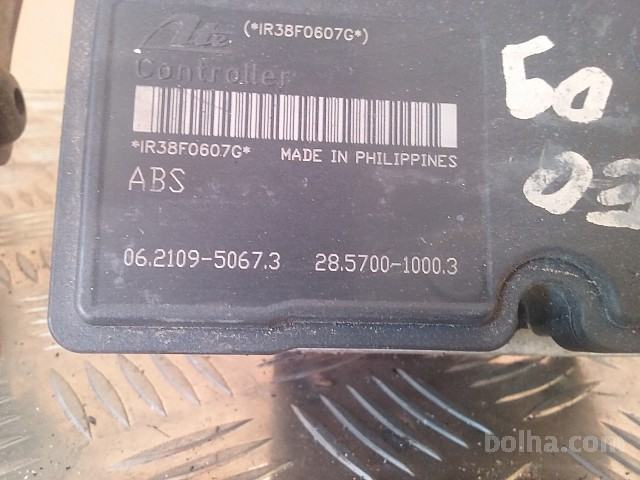 Ate (*IR38F0607G*)
Controller
*IR38F0607G* MADE IN PHILIPPINES
ABS
06.2109-5067.3 28.5700-1000.3
bolha.com